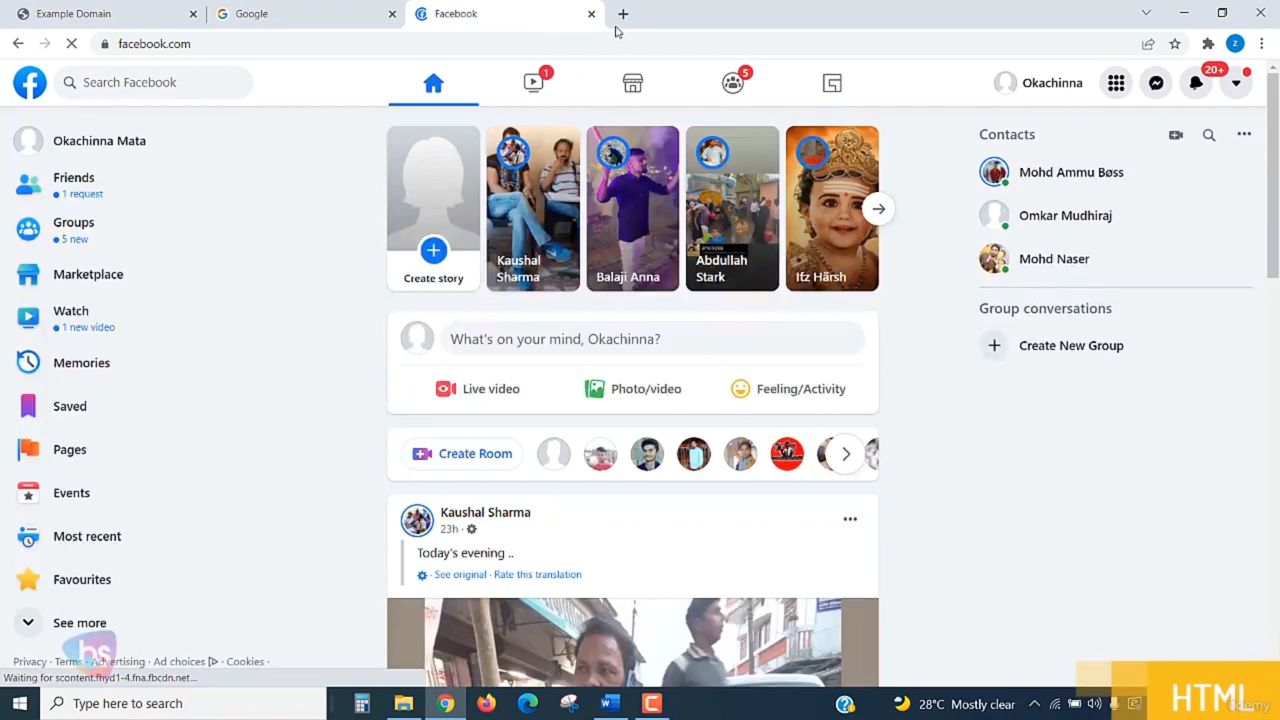 Example Domain
Google
Facebook
facebook.com
Search Facebook
1
5
Okachinna
20+
Okachinna Mata
Friends
1 request
Groups
5 new
Marketplace
Watch
1 new video
Memories
Saved
Pages
Events
Most recent
Favourites
See more
Privacy · Terms · Advertising · Ad choices · Cookies ·
Waiting for scontent.fhyd1-4.fna.fbcdn.net...
Create story
Kaushal
Sharma
Balaji Anna
Abdullah
Stark
Ifz Hãrsh
What's on your mind, Okachinna?
Live video
Photo/video
Feeling/Activity
Create Room
Kaushal Sharma
23h ·
Today's evening ..
· See original · Rate this translation
Contacts
Mohd Ammu Bøss
Omkar Mudhiraj
Mohd Naser
Group conversations
Create New Group
bs
Type here to search
28°C Mostly clear
HTML
Udemy